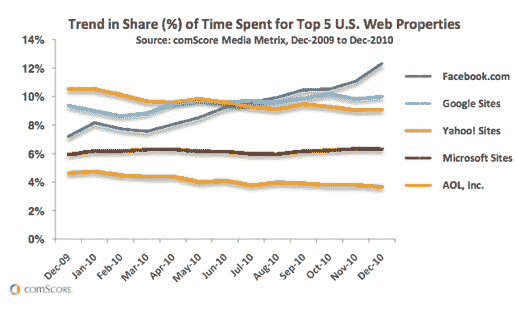 Trend in Share (%) of Time Spent for Top 5 U.S. Web Properties
Source: comScore Media Metrix, Dec-2009 to Dec-2010
14%
12%
10%
8%
6%
4%
2%
0%
Facebook.com
Google Sites
Yahoo! Sites
Microsoft Sites
AOL, Inc.
Dec-09
Jan-10
Feb-10
Mar-10
Apr-10
May-10
Jun-10
Jul-10
Aug-10
Sep-10
Oct-10
Nov-10
Dec-10
comSCORE